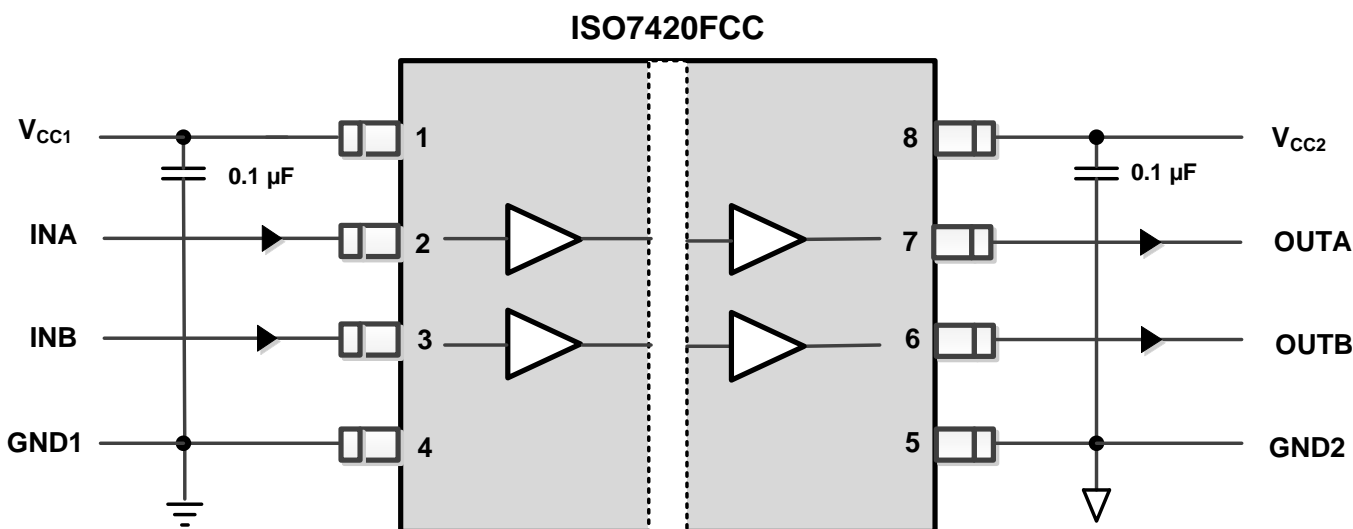 ISO7420FCC
VCC1 1 8 VCC2
0.1 µF 0.1 µF
INA 2 7 OUTA
INB 3 6 OUTB
GND1 4 5 GND2